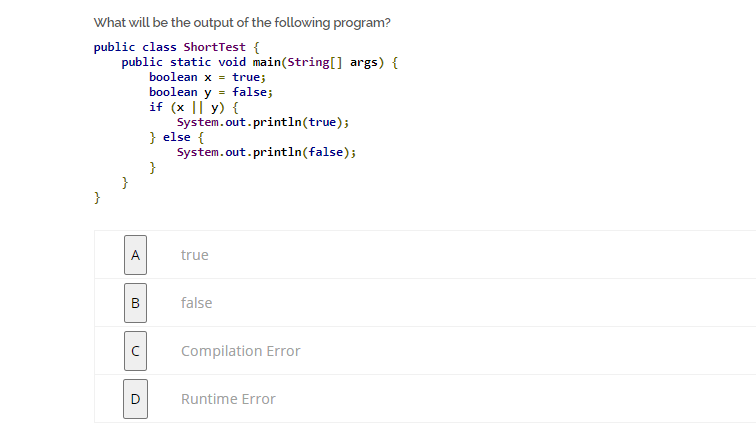 What will be the output of the following program?
public class ShortTest {
    public static void main(String[] args) {
        boolean x = true;
        boolean y = false;
        if (x || y) {
            System.out.println(true);
        } else {
            System.out.println(false);
        }
    }
}
A true
B false
C Compilation Error
D Runtime Error